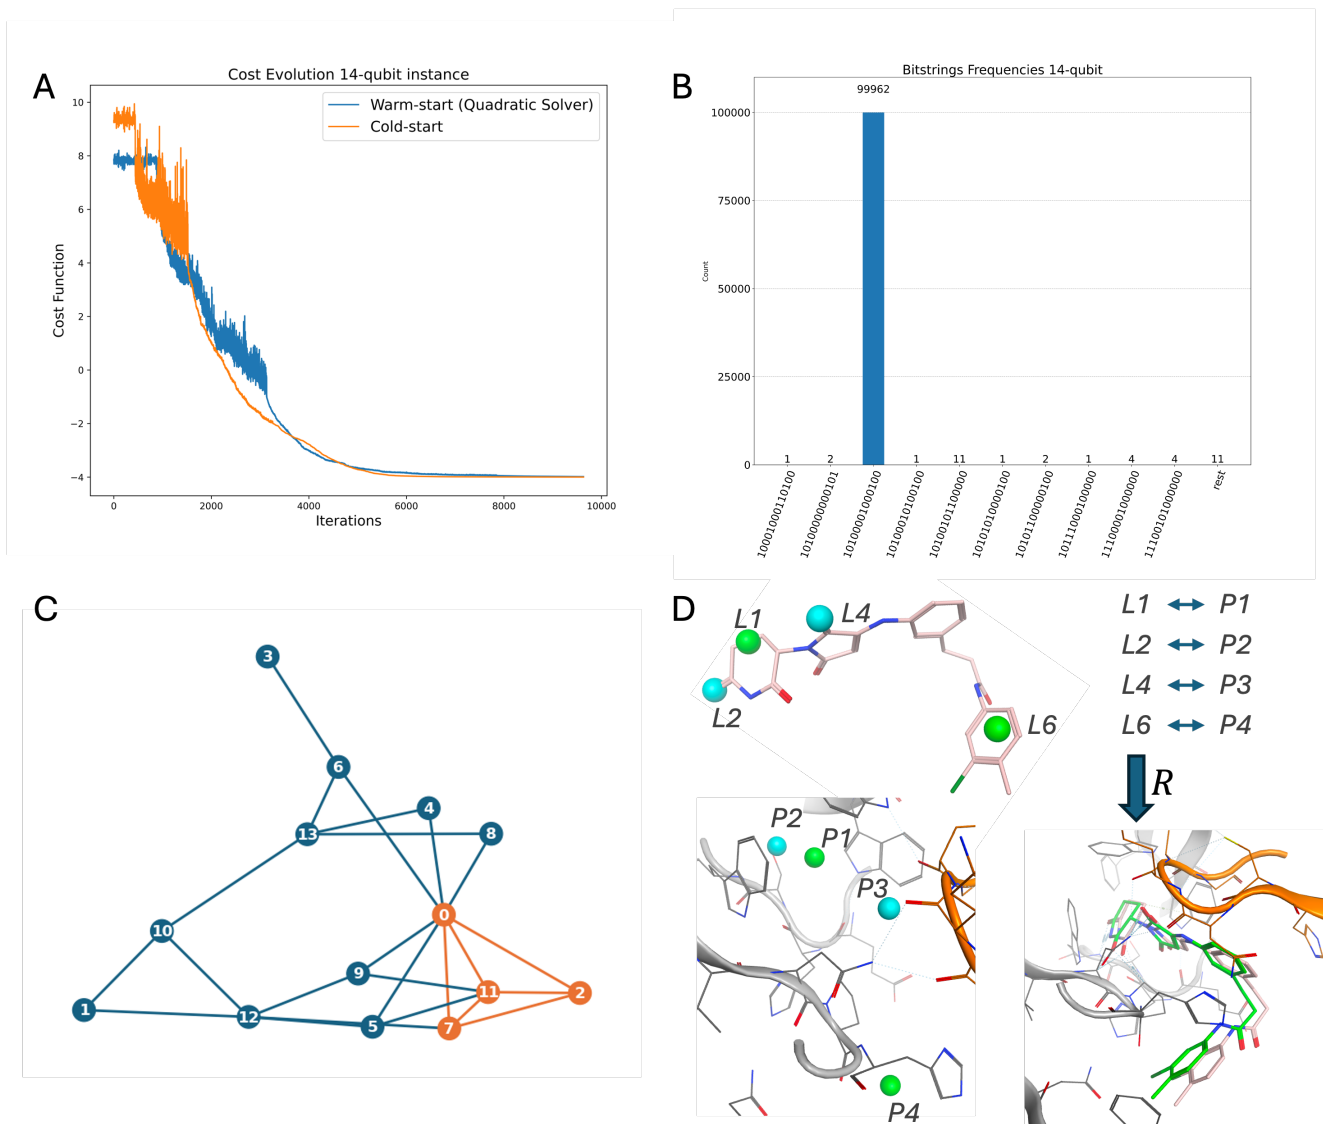 A
Cost Evolution 14-qubit instance
Warm-start (Quadratic Solver)
Cold-start
Cost Function
10
8
6
4
2
0
−2
−4
0
2000
4000
6000
8000
10000
Iterations
B
Bitstrings Frequencies 14-qubit
99962
Count
100000
75000
50000
25000
0
1
2
1
11
1
2
1
4
4
11
10001000110100
10100000000101
10100001000100
10100010100100
10100101100000
10101010000100
10101100000100
10111000100000
11100001000000
11100101000000
rest
C
3
6
4
13
8
0
10
9
11
2
1
12
5
7
D
L1
L4
L2
L6
L1 P1
L2 P2
L4 P3
L6 P4
R
P2
P1
P3
P4